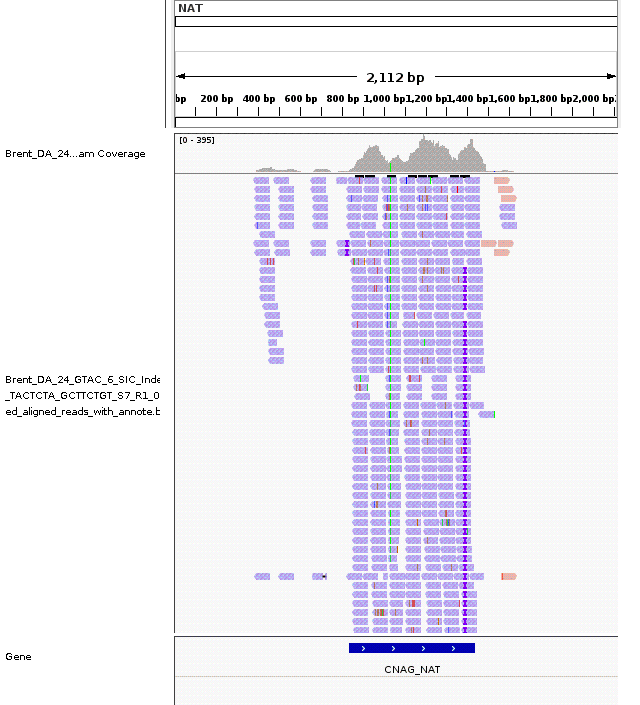 NAT
2,112 bp
bp 200 bp 400 bp 600 bp 800 bp 1,000 bp 1,200 bp 1,400 bp 1,600 bp 1,800 bp 2,000 bp
[0 - 395]
Brent_DA_24...am Coverage
Brent_DA_24_GTAC_6_SIC_Inde
_TACTCTA_GCTTCTGT_S7_R1_0
ed_aligned_reads_with_annote.b
Gene
CNAG_NAT